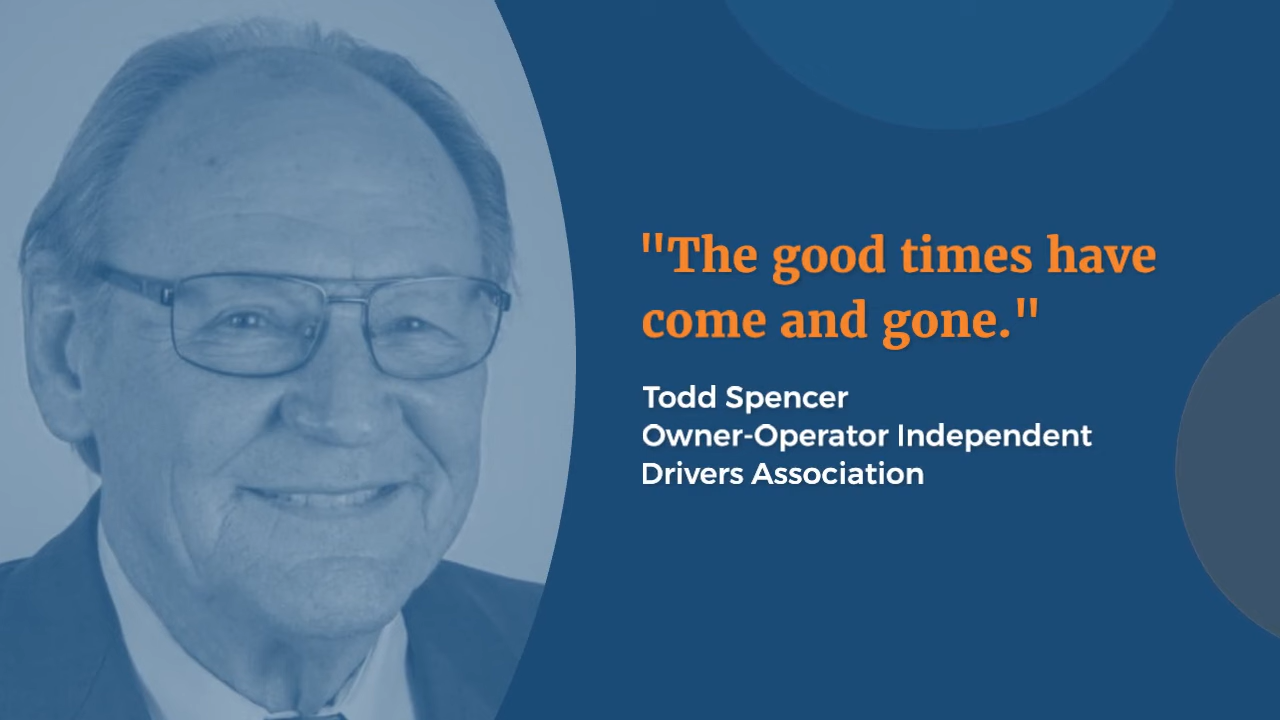 "The good times have
come and gone."
Todd Spencer
Owner-Operator Independent
Drivers Association